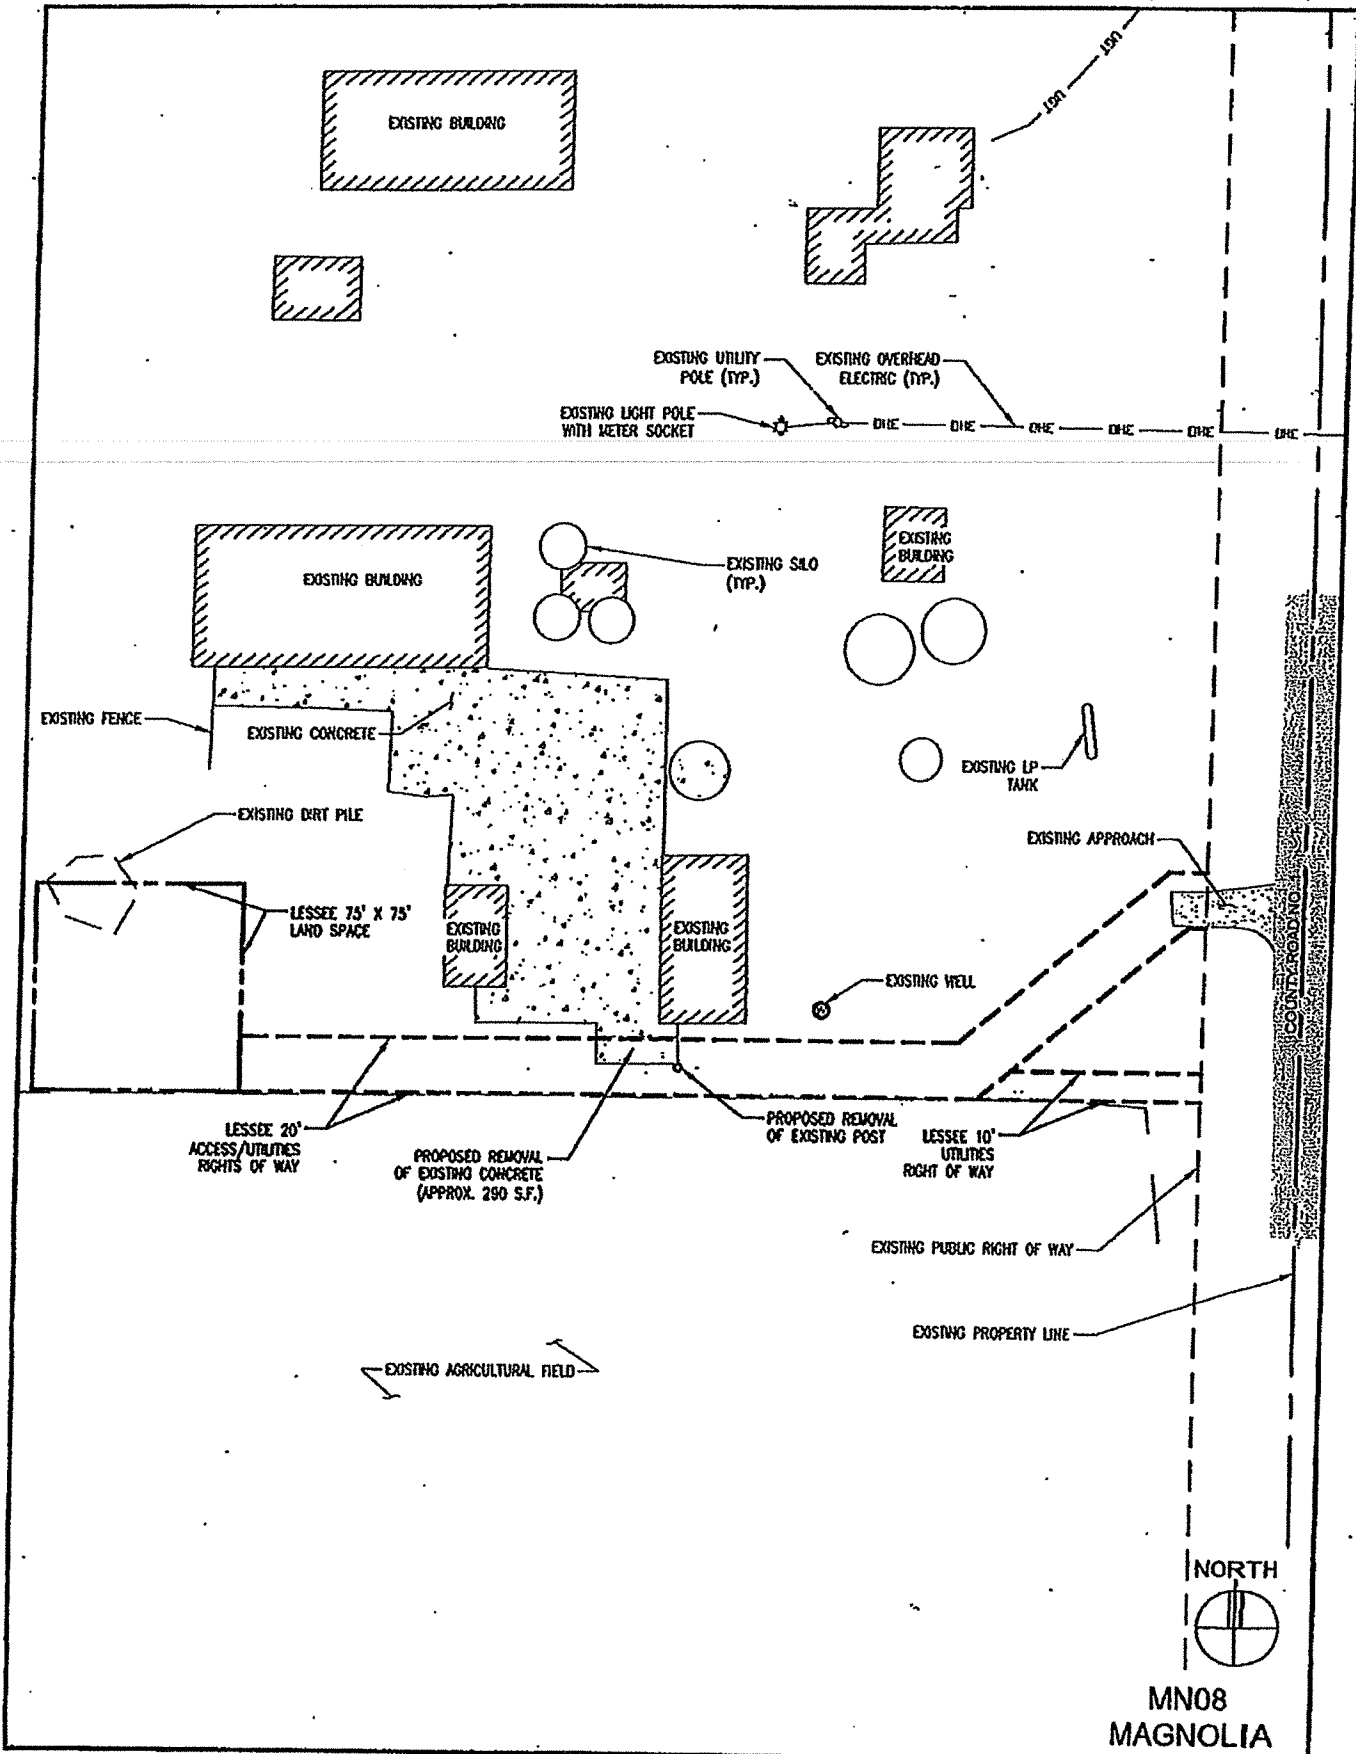 UGT
UGT
EXISTING BUILDING
EXISTING UTILITY
POLE (TYP.)
EXISTING OVERHEAD
ELECTRIC (TYP.)
EXISTING LIGHT POLE
WITH METER SOCKET
OHE OHE OHE OHE OHE OHE
EXISTING BUILDING
EXISTING SILO
(TYP.)
EXISTING
BUILDING
EXISTING FENCE
EXISTING CONCRETE
EXISTING LP
TANK
EXISTING DIRT PILE
EXISTING APPROACH
LESSEE 75' X 75'
LAND SPACE
EXISTING
BUILDING
EXISTING
BUILDING
EXISTING WELL
COUNTY ROAD NO. 1
LESSEE 20'
ACCESS/UTILITIES
RIGHTS OF WAY
PROPOSED REMOVAL
OF EXISTING CONCRETE
(APPROX. 290 S.F.)
PROPOSED REMOVAL
OF EXISTING POST
LESSEE 10'
UTILITIES
RIGHT OF WAY
EXISTING PUBLIC RIGHT OF WAY
EXISTING PROPERTY LINE
EXISTING AGRICULTURAL FIELD
NORTH
MN08
MAGNOLIA